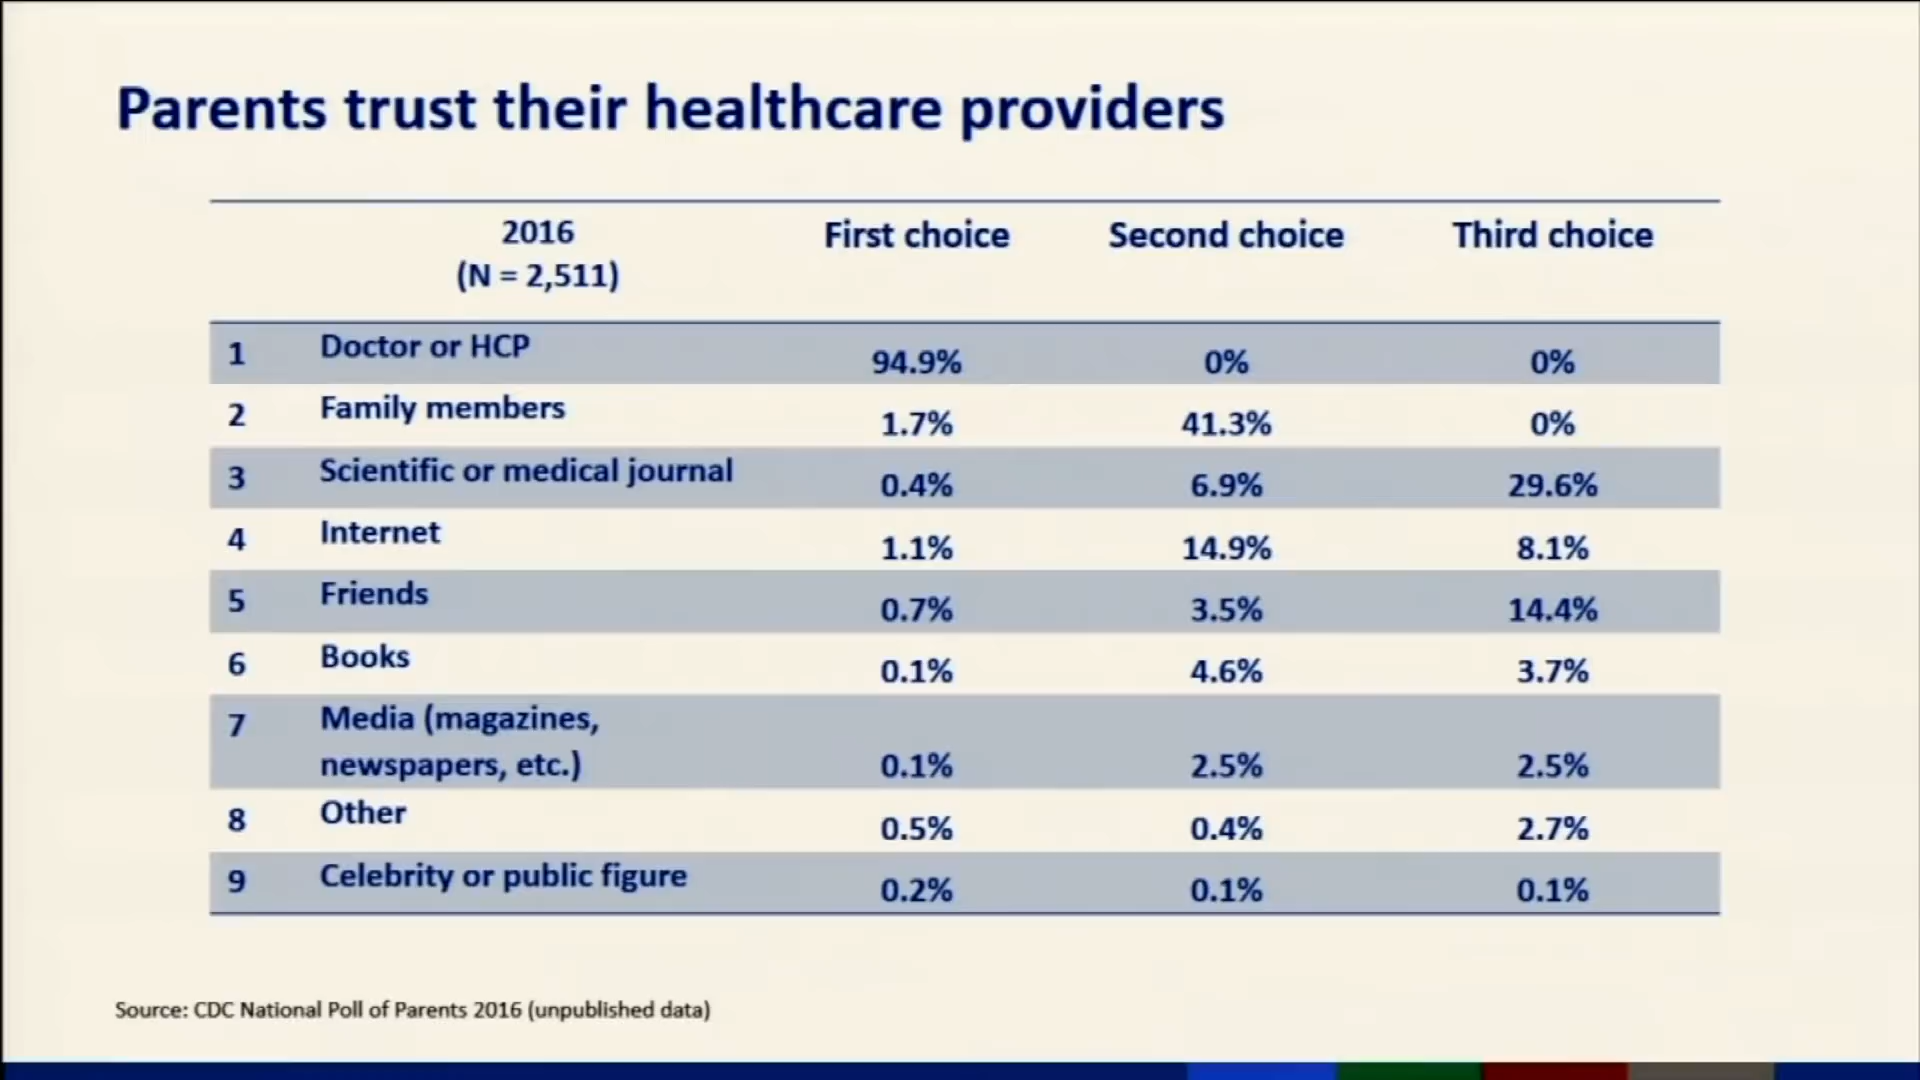 Parents trust their healthcare providers
2016 First choice Second choice Third choice
(N = 2,511)
1 Doctor or HCP 94.9% 0% 0%
2 Family members 1.7% 41.3% 0%
3 Scientific or medical journal 0.4% 6.9% 29.6%
4 Internet 1.1% 14.9% 8.1%
5 Friends 0.7% 3.5% 14.4%
6 Books 0.1% 4.6% 3.7%
7 Media (magazines,
newspapers, etc.) 0.1% 2.5% 2.5%
8 Other 0.5% 0.4% 2.7%
9 Celebrity or public figure 0.2% 0.1% 0.1%
Source: CDC National Poll of Parents 2016 (unpublished data)